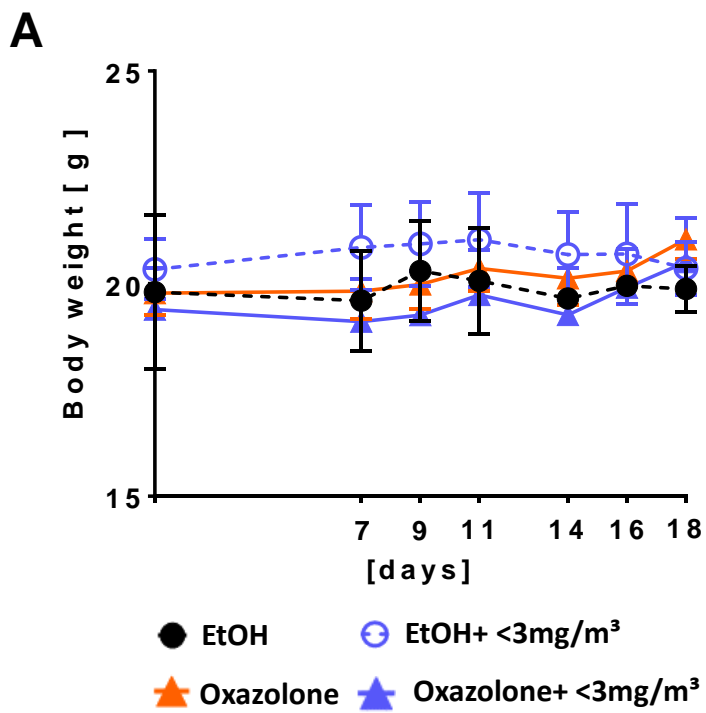 A
25
20
15
Body weight[g]
7 9 11 14 16 18
[days]
EtOH EtOH+ <3mg/m³
Oxazolone Oxazolone+ <3mg/m³